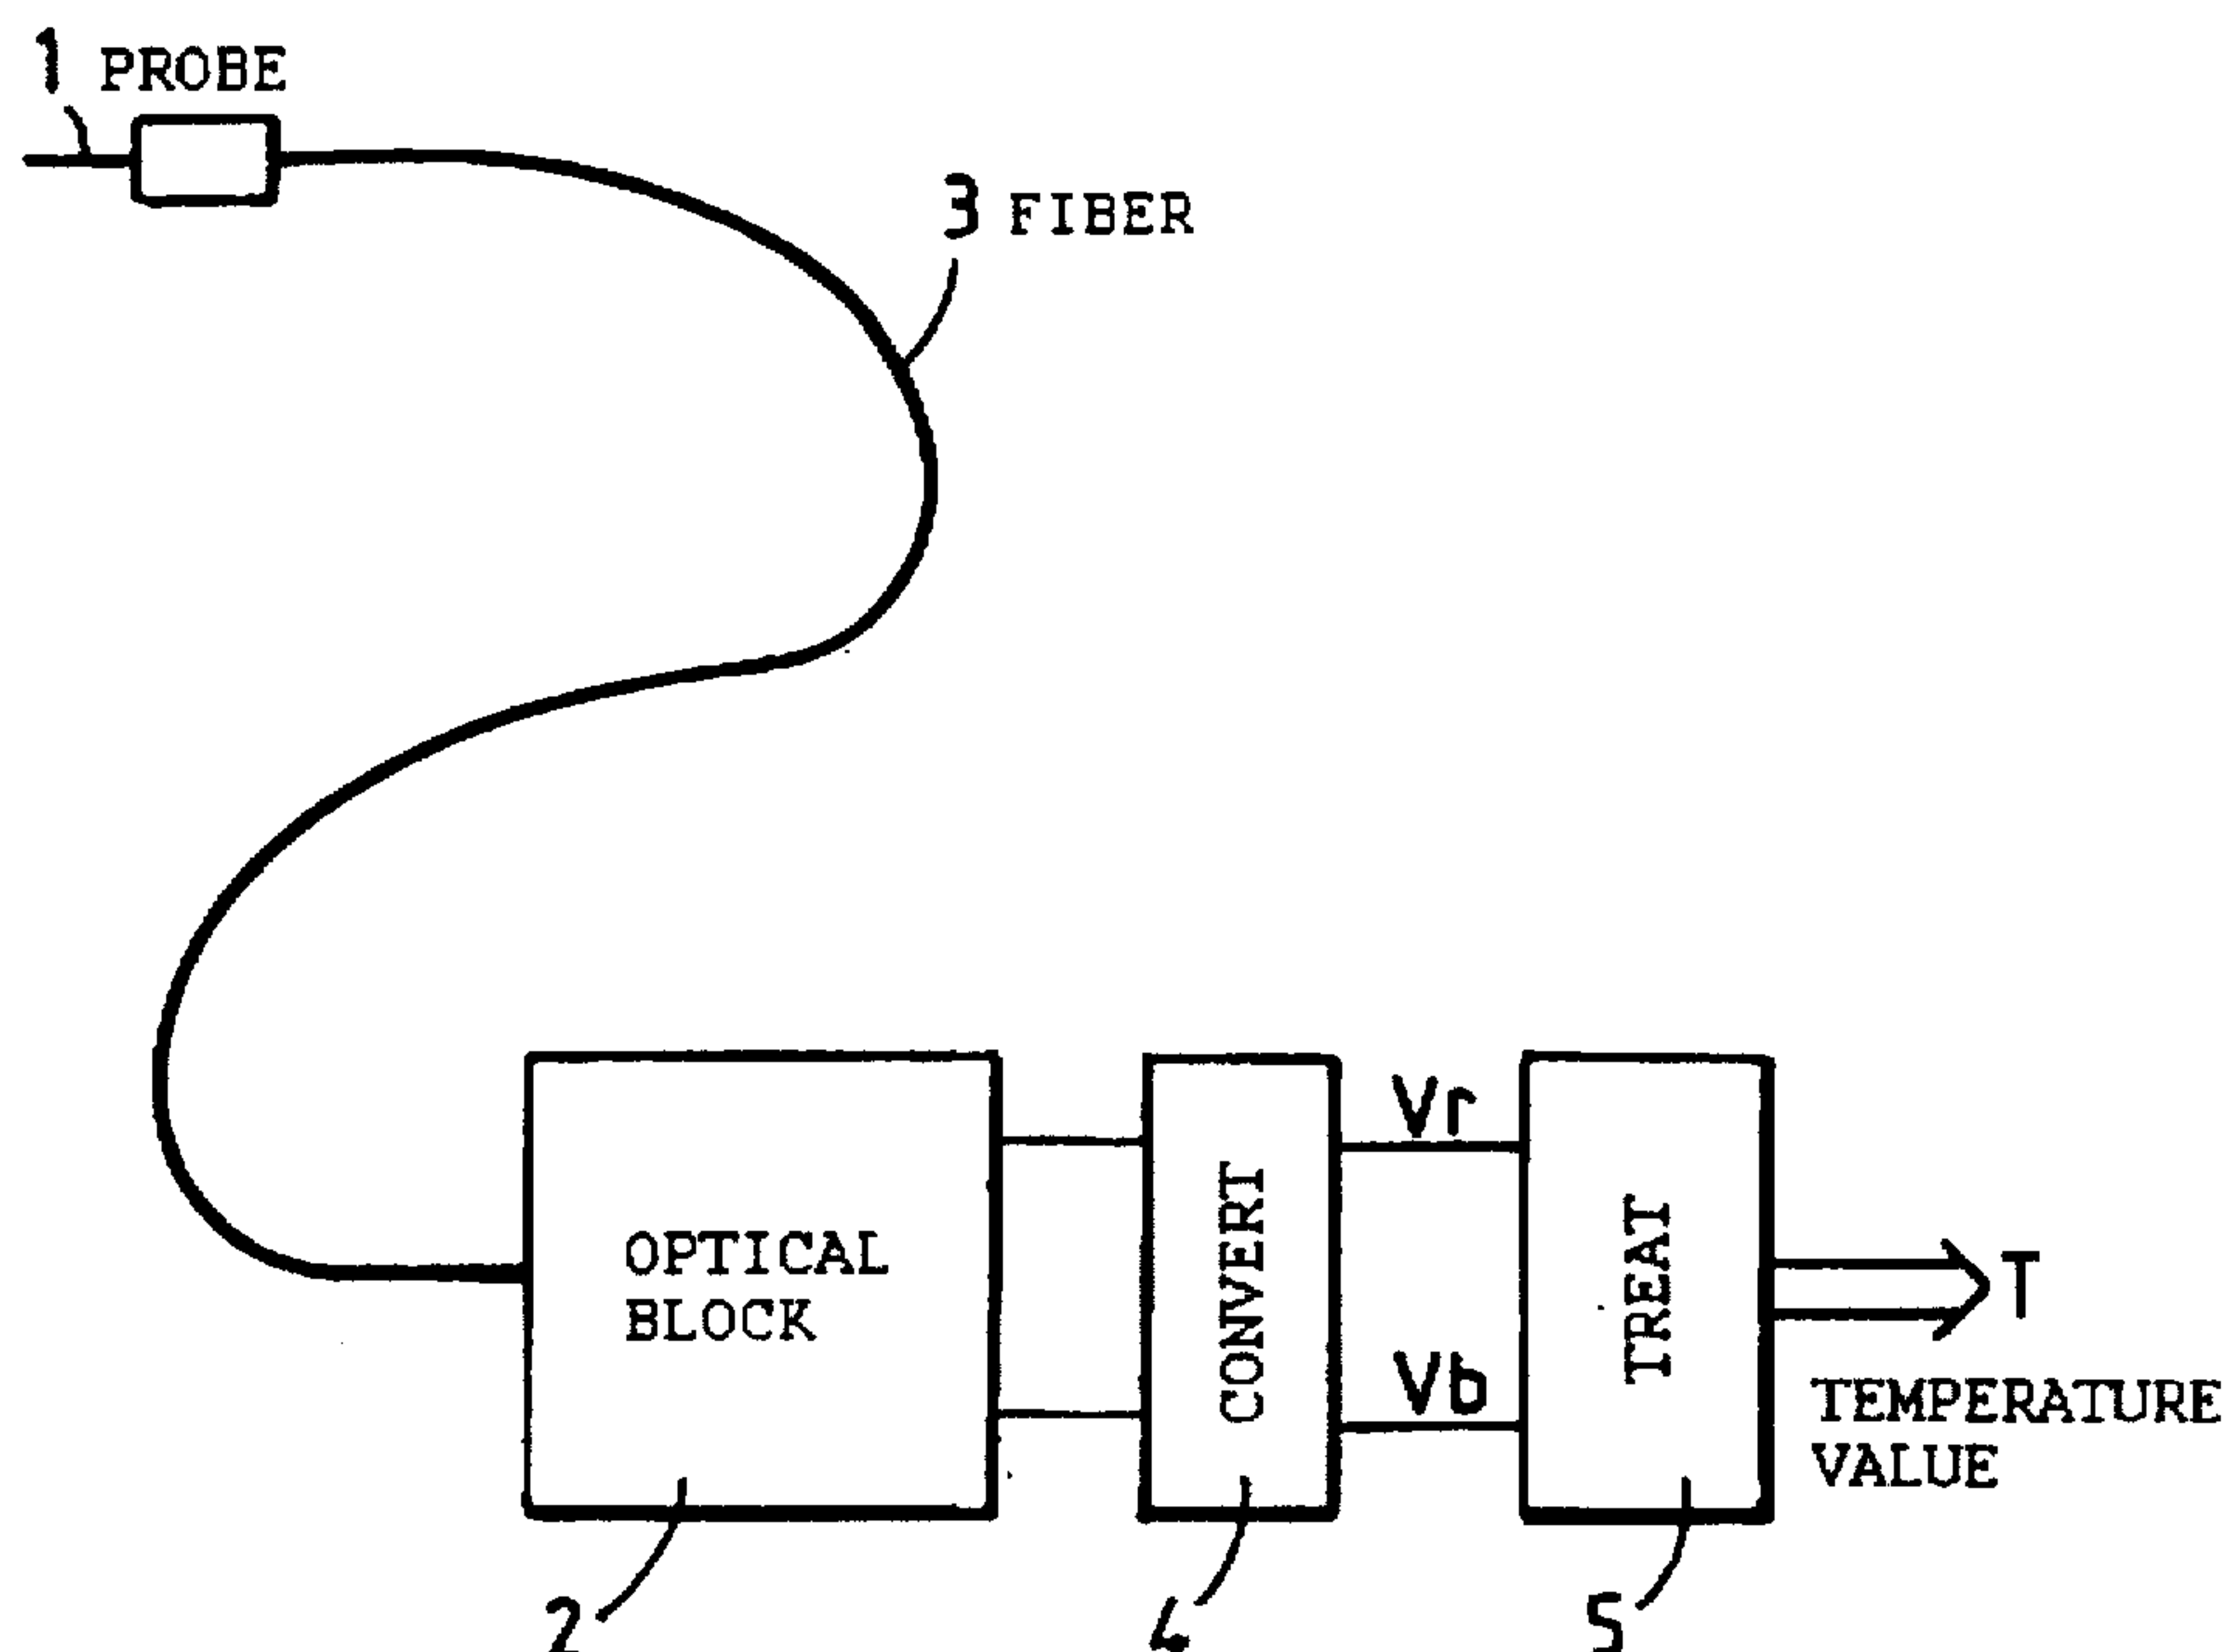 1 PROBE
3 FIBER
OPTICAL
BLOCK
CONVERT
Vr
Vb
TREAT
T
TEMPERATURE
VALUE
2
4
5